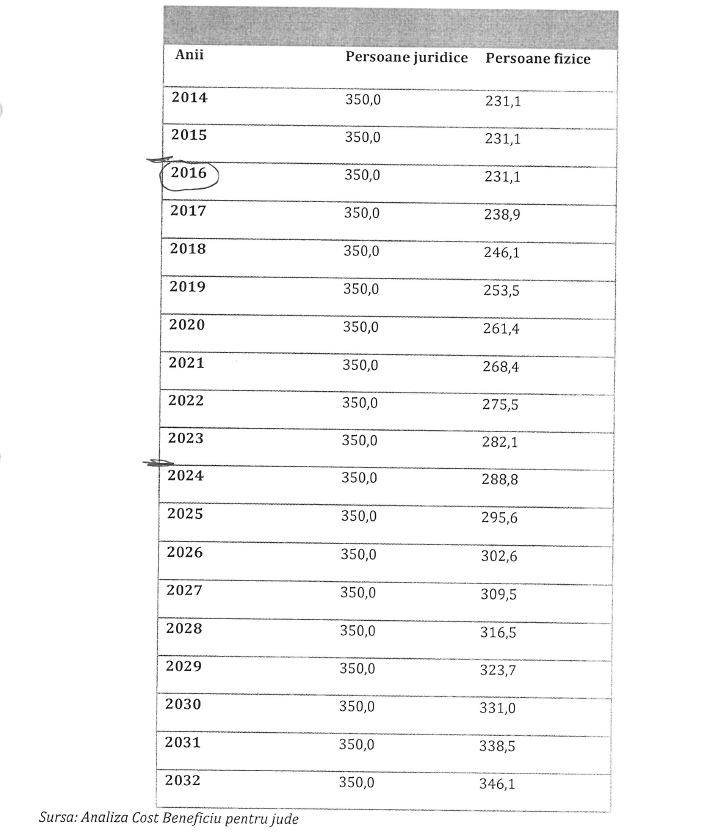 Anii Persoane juridice Persoane fizice
2014 350,0 231,1
2015 350,0 231,1
2016 350,0 231,1
2017 350,0 238,9
2018 350,0 246,1
2019 350,0 253,5
2020 350,0 261,4
2021 350,0 268,4
2022 350,0 275,5
2023 350,0 282,1
2024 350,0 288,8
2025 350,0 295,6
2026 350,0 302,6
2027 350,0 309,5
2028 350,0 316,5
2029 350,0 323,7
2030 350,0 331,0
2031 350,0 338,5
2032 350,0 346,1
Sursa: Analiza Cost Beneficiu pentru jude